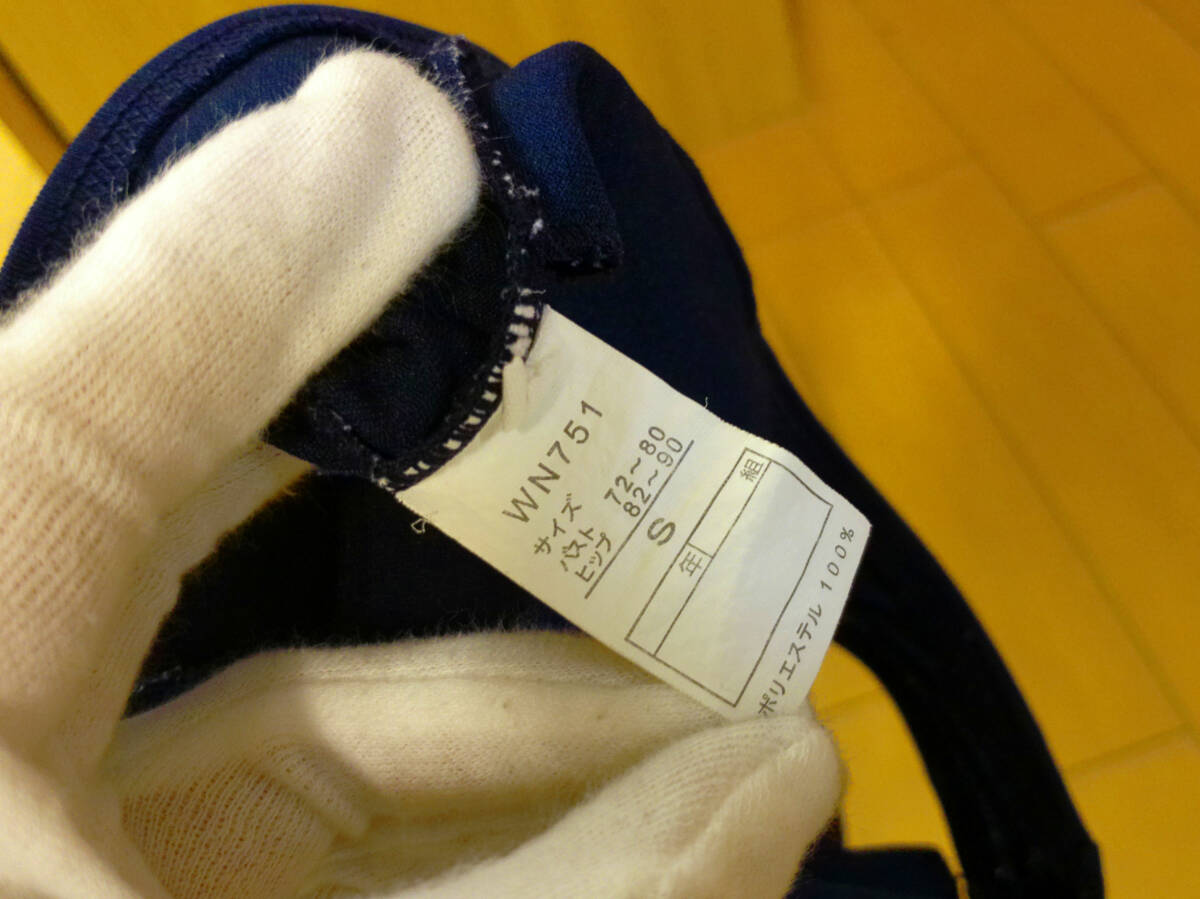 WN751
サイズ
バスト 72～80
ヒップ 82～90
S
年 組
ポリエステル 100%